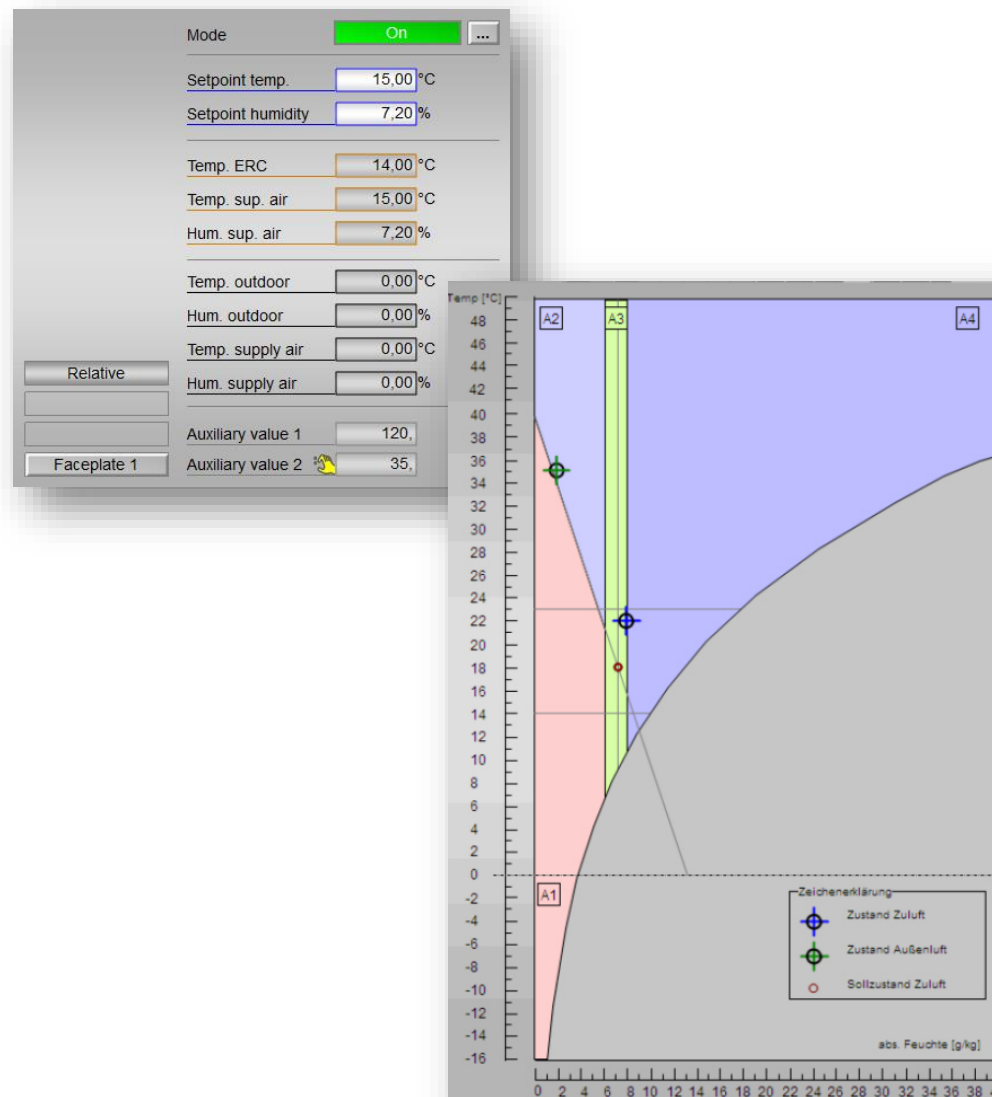 Mode On ...
Setpoint temp. 15,00 °C
Setpoint humidity 7,20 %
Temp. ERC 14,00 °C
Temp. sup. air 15,00 °C
Hum. sup. air 7,20 %
Temp. outdoor 0,00 °C
Hum. outdoor 0,00 %
Temp. supply air 0,00 °C
Relative
Hum. supply air 0,00 %
Auxiliary value 1 120,
Faceplate 1
Auxiliary value 2 35,
Temp [°C]
A2 A3 A4
48
46
44
42
40
38
36
34
32
30
28
26
24
22
20
18
16
14
12
10
8
6
4
2
0
-2
A1
-4
-6
-8
-10
-12
-14
-16
Zeichenerklärung
Zustand Zuluft
Zustand Außenluft
Sollzustand Zuluft
abs. Feuchte [g/kg]
0 2 4 6 8 10 12 14 16 18 20 22 24 26 28 30 32 34 36 38